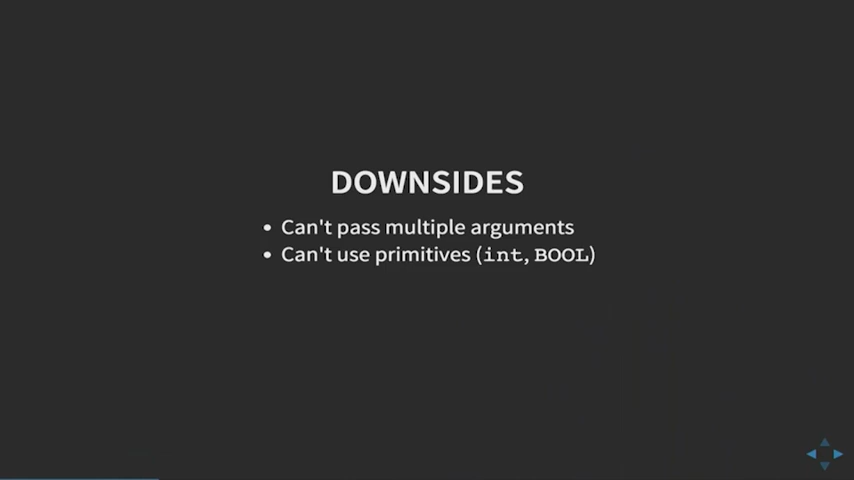 DOWNSIDES
• Can't pass multiple arguments
• Can't use primitives (int, BOOL)